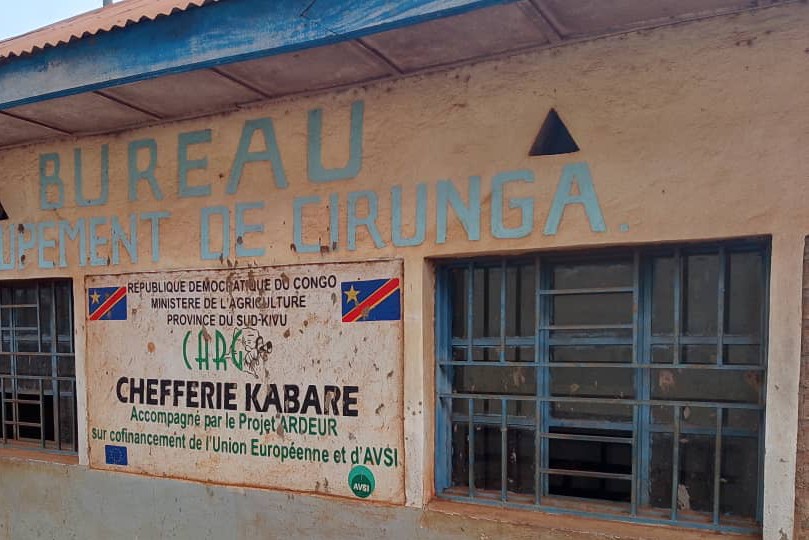 BUREAU
UPEMENT DE CIRUNGA.
REPUBLIQUE DEMOCRATIQUE DU CONGO
MINISTERE DE L'AGRICULTURE
PROVINCE DU SUD-KIVU
CHRG
CHEFFERIE KABARE
Accompagné par le Projet ARDEUR
sur cofinancement de l'Union Européenne et d'AVSI
AVSI